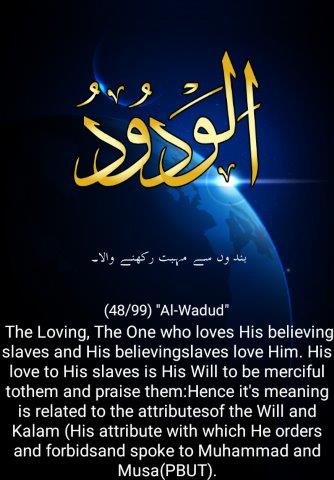 الْوَدُودُ
بندوں سے مہبت رکھنے والا۔
(48/99) "Al-Wadud"
The Loving, The One who loves His believing
slaves and His believingslaves love Him. His
love to His slaves is His Will to be merciful
tothem and praise them:Hence it's meaning
is related to the attributesof the Will and
Kalam (His attribute with which He orders
and forbidsand spoke to Muhammad and
Musa(PBUT).